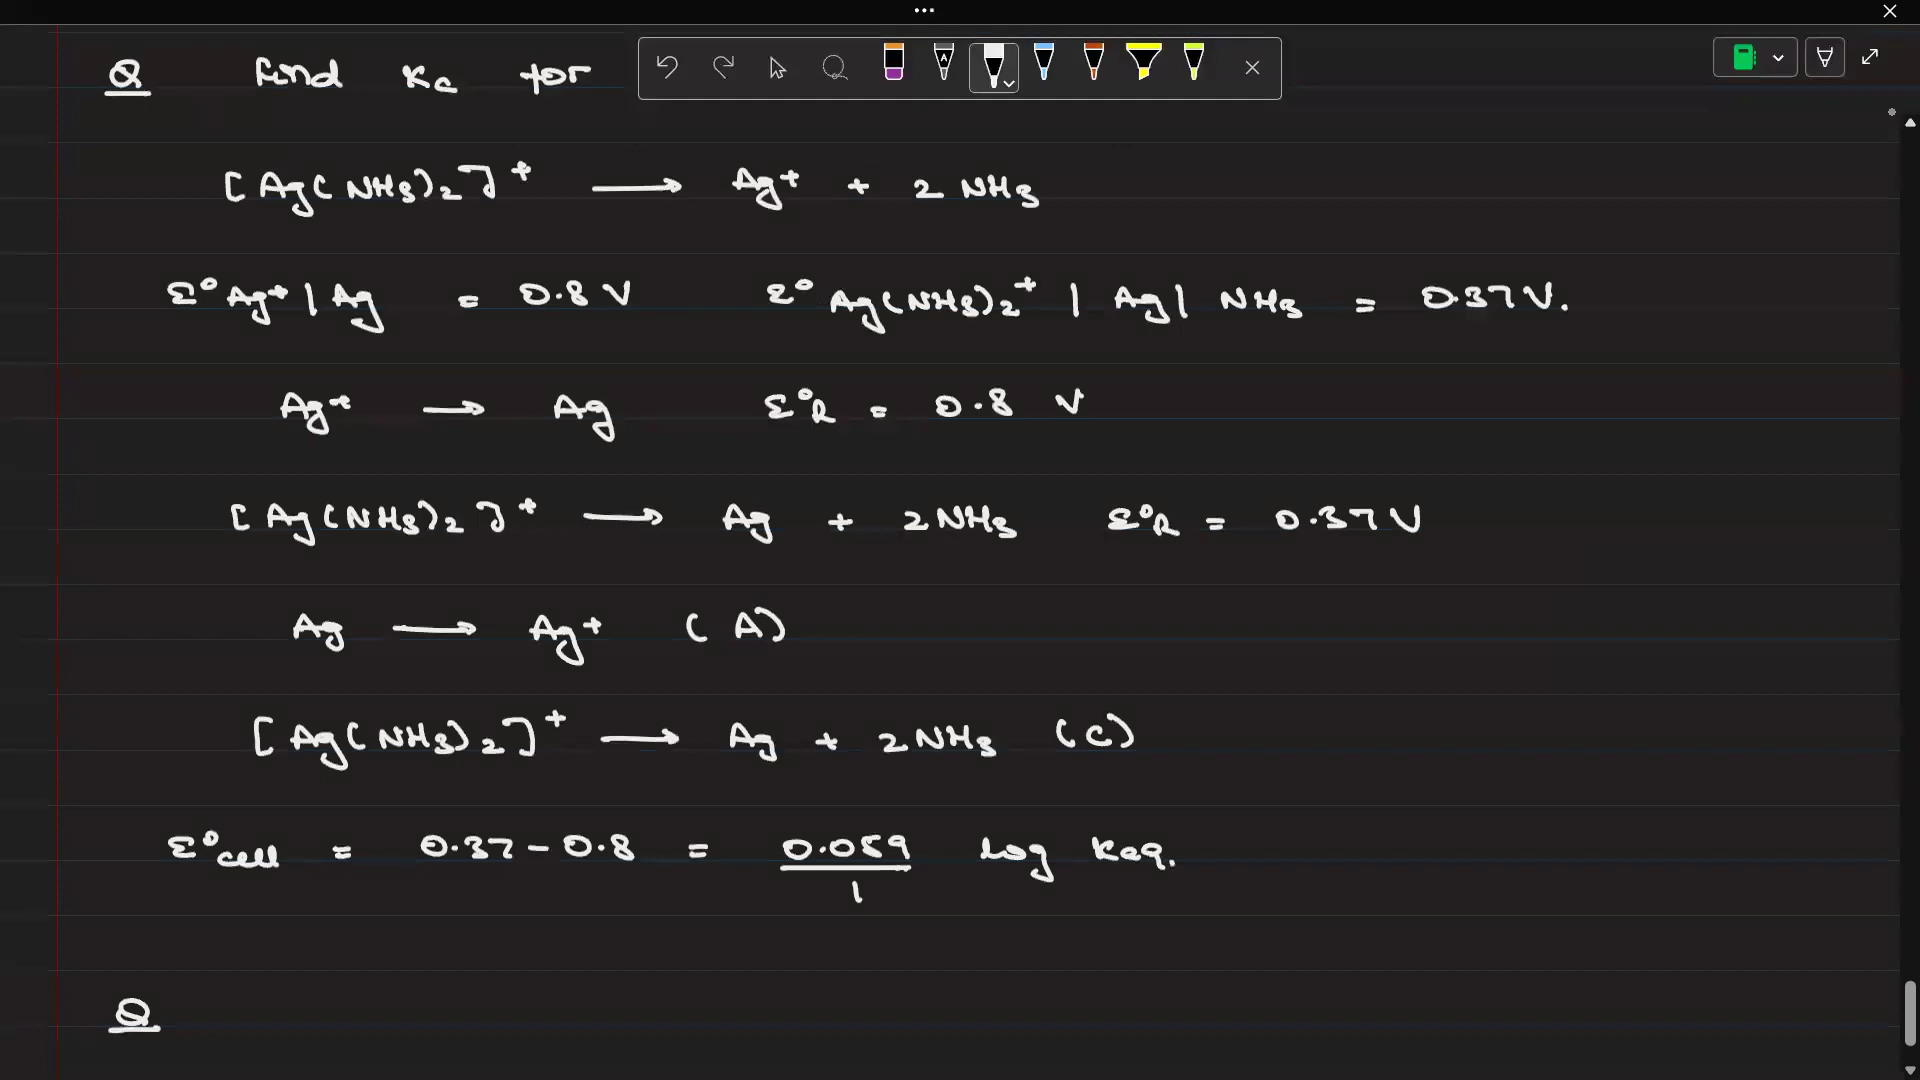 Q Find Kc for
[Ag(NH3)2]+ → Ag+ + 2 NH3
E° Ag+ | Ag = 0.8 V E° Ag(NH3)2+ | Ag | NH3 = 0.37 V.
Ag+ → Ag E°R = 0.8 V
[Ag(NH3)2]+ → Ag + 2NH3 E°R = 0.37 V
Ag → Ag+ (A)
[Ag(NH3)2]+ → Ag + 2NH3 (C)
E°cell = 0.37 - 0.8 = 0.059/1 log Keq.
Q